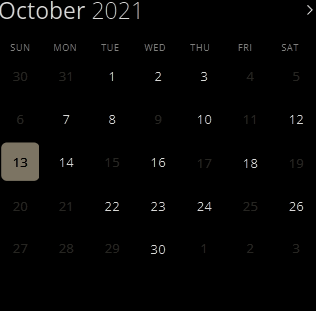 October 2021 >
SUN MON TUE WED THU FRI SAT
30 31 1 2 3 4 5
6 7 8 9 10 11 12
13 14 15 16 17 18 19
20 21 22 23 24 25 26
27 28 29 30 1 2 3